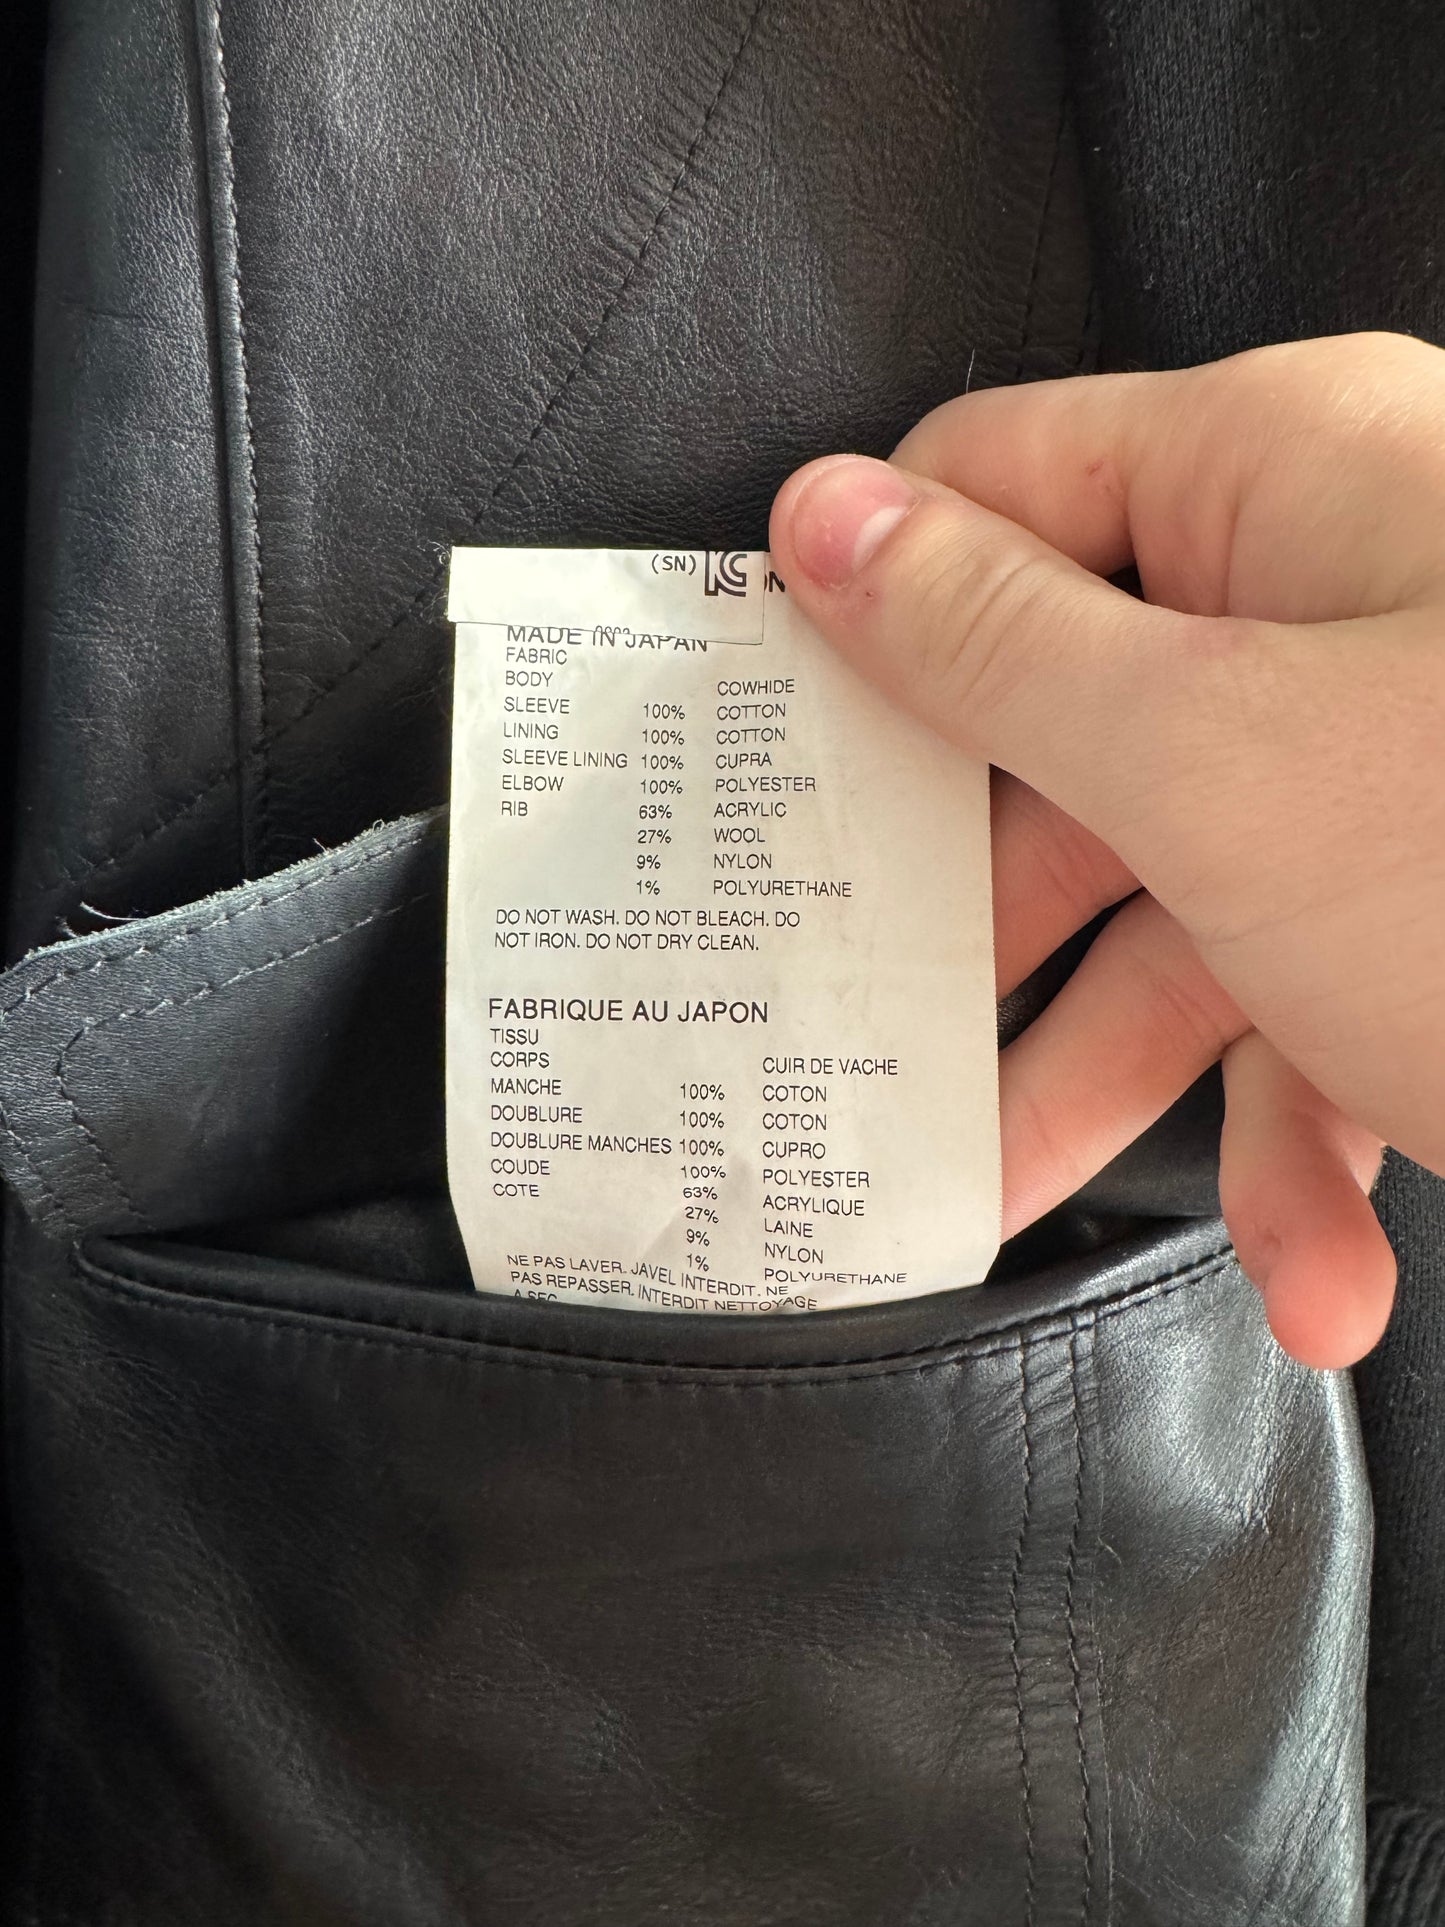 (SN)
MADE IN JAPAN
FABRIC
BODY COWHIDE
SLEEVE 100% COTTON
LINING 100% COTTON
SLEEVE LINING 100% CUPRA
ELBOW 100% POLYESTER
RIB 63% ACRYLIC
27% WOOL
9% NYLON
1% POLYURETHANE
DO NOT WASH. DO NOT BLEACH. DO
NOT IRON. DO NOT DRY CLEAN.
FABRIQUE AU JAPON
TISSU
CORPS CUIR DE VACHE
MANCHE 100% COTON
DOUBLURE 100% COTON
DOUBLURE MANCHES 100% CUPRO
COUDE 100% POLYESTER
COTE 63% ACRYLIQUE
27% LAINE
9% NYLON
1% POLYURETHANE
NE PAS LAVER. JAVEL INTERDIT. NE
PAS REPASSER. INTERDIT NETTOYAGE
A SEC